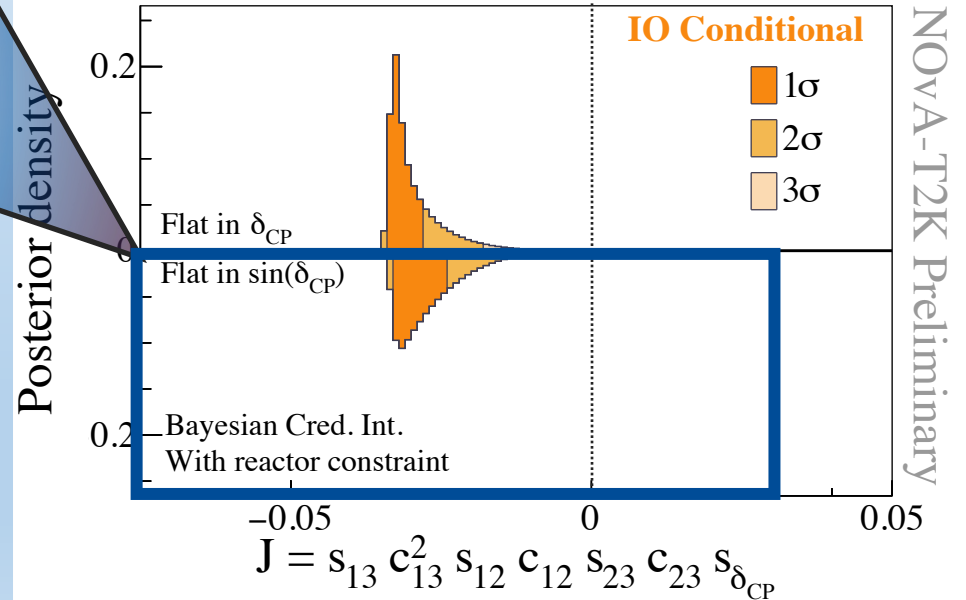 IO Conditional
1σ
2σ
3σ
0.2
Flat in δCP
0
Flat in sin(δCP)
Posterior density
Bayesian Cred. Int.
0.2
With reactor constraint
−0.05
0
0.05
J = s₁₃ c²₁₃ s₁₂ c₁₂ s₂₃ c₂₃ sδCP
NOvA-T2K Preliminary